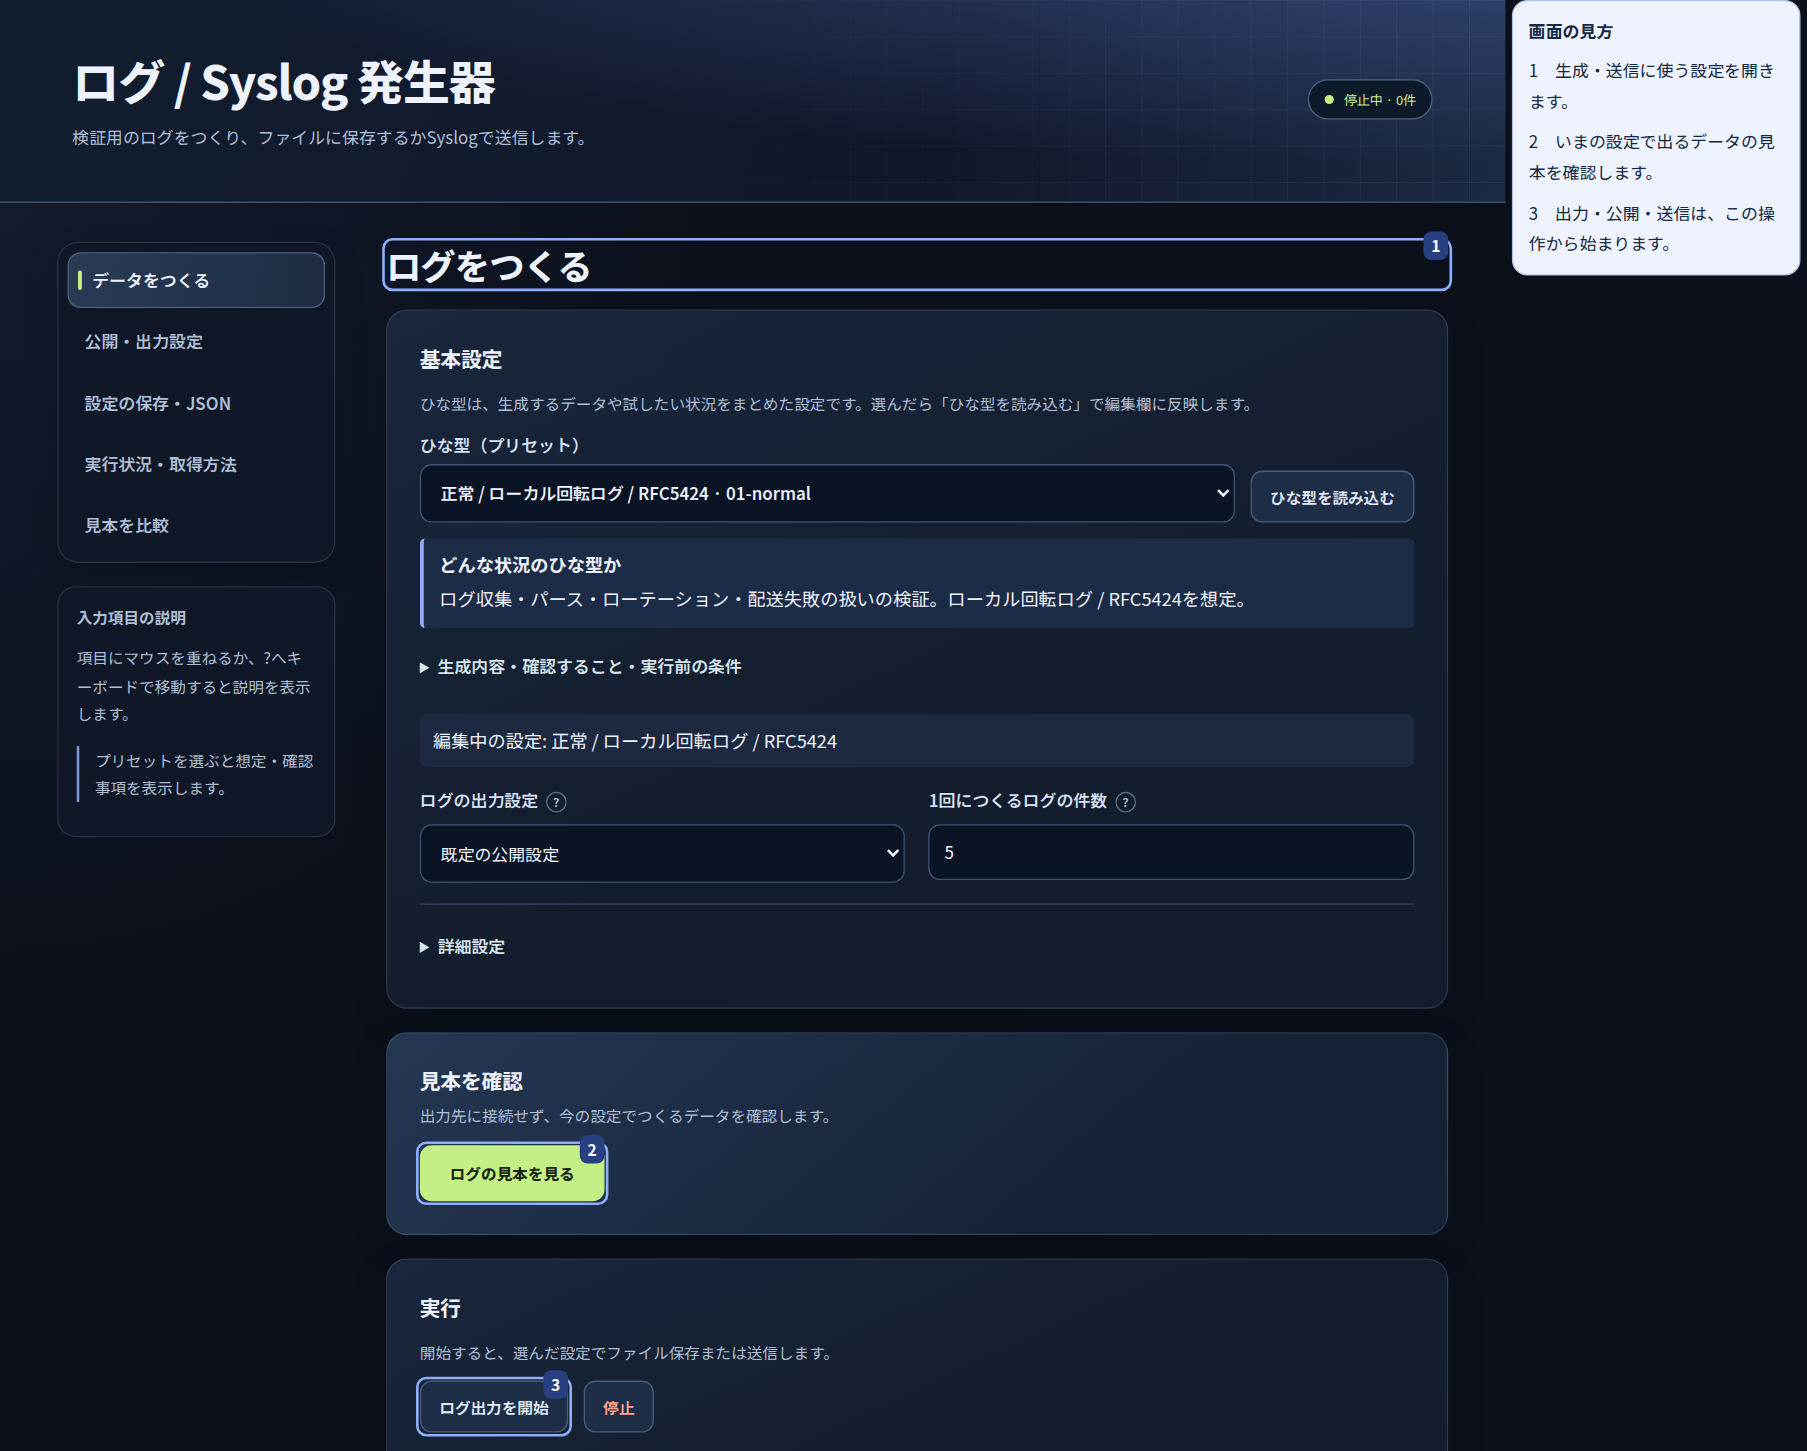 ログ / Syslog 発生器
検証用のログをつくり、ファイルに保存するかSyslogで送信します。
停止中 · 0件
画面の見方
1 生成・送信に使う設定を開き
ます。
2 いまの設定で出るデータの見
本を確認します。
3 出力・公開・送信は、この操
作から始まります。
データをつくる
公開・出力設定
設定の保存・JSON
実行状況・取得方法
見本を比較
入力項目の説明
項目にマウスを重ねるか、?へキ
ーボードで移動すると説明を表示
します。
プリセットを選ぶと想定・確認
事項を表示します。
ログをつくる
1
基本設定
ひな型は、生成するデータや試したい状況をまとめた設定です。選んだら「ひな型を読み込む」で編集欄に反映します。
ひな型（プリセット）
正常 / ローカル回転ログ / RFC5424 · 01-normal
ひな型を読み込む
どんな状況のひな型か
ログ収集・パース・ローテーション・配送失敗の扱いの検証。ローカル回転ログ / RFC5424を想定。
▶ 生成内容・確認すること・実行前の条件
編集中の設定: 正常 / ローカル回転ログ / RFC5424
ログの出力設定 ?
1回につくるログの件数 ?
既定の公開設定
5
▶ 詳細設定
見本を確認
出力先に接続せず、今の設定でつくるデータを確認します。
ログの見本を見る
2
実行
開始すると、選んだ設定でファイル保存または送信します。
ログ出力を開始
3
停止